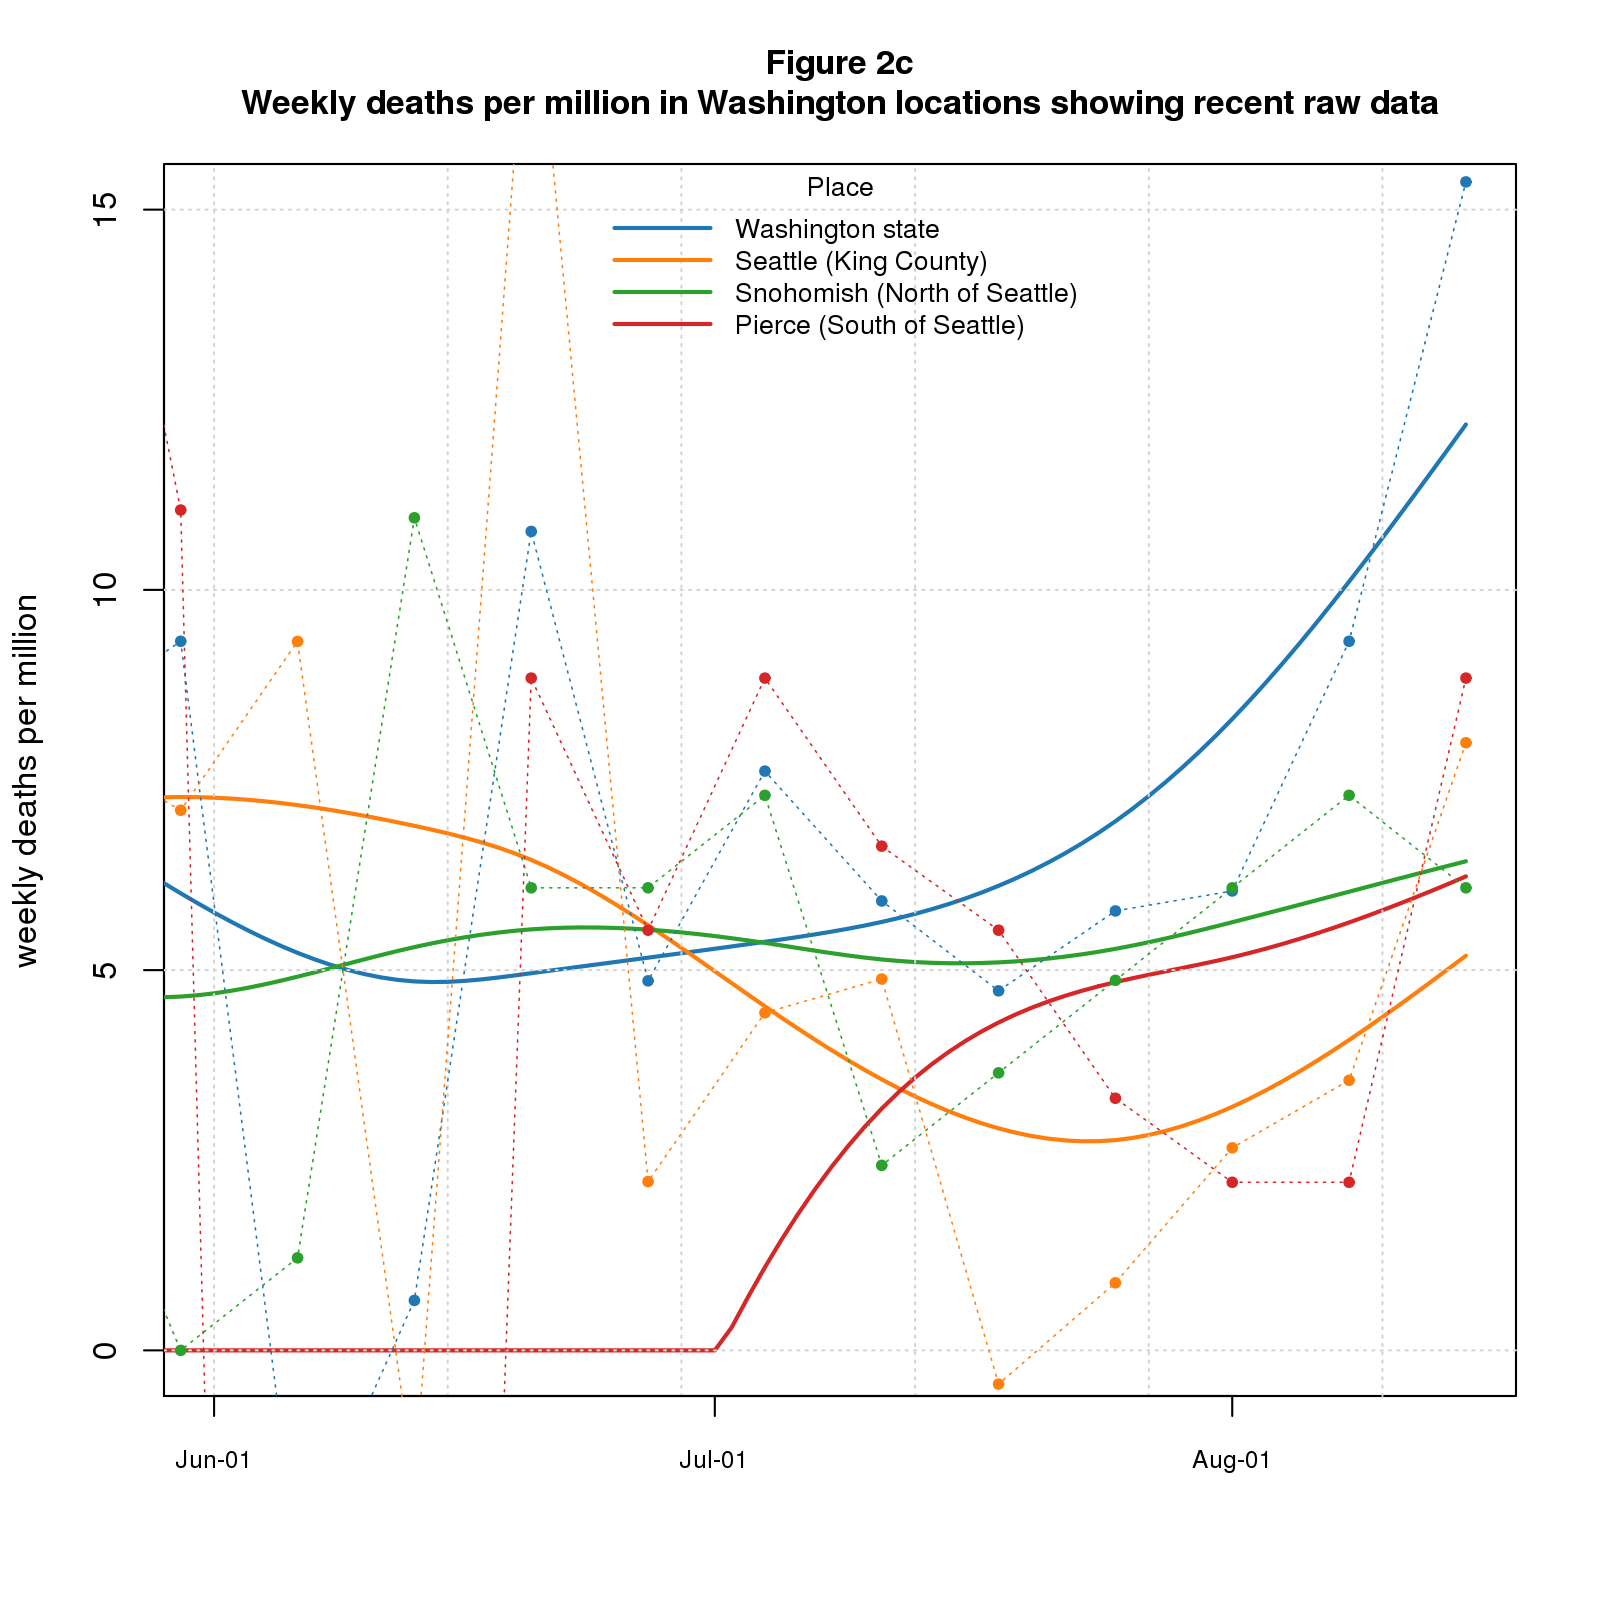 Figure 2c
Weekly deaths per million in Washington locations showing recent raw data
Place
Washington state
Seattle (King County)
Snohomish (North of Seattle)
Pierce (South of Seattle)
weekly deaths per million
15
10
5
0
Jun-01
Jul-01
Aug-01